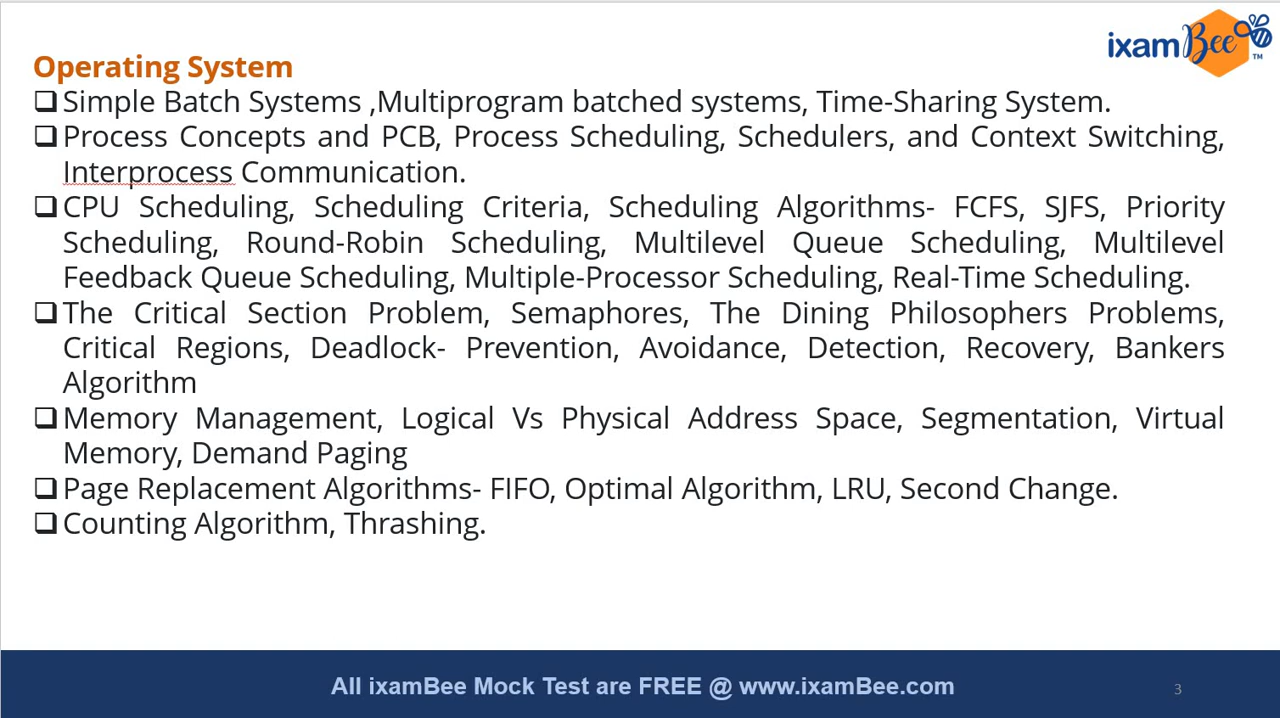 ixamBee™
Operating System
❑Simple Batch Systems ,Multiprogram batched systems, Time-Sharing System.
❑Process Concepts and PCB, Process Scheduling, Schedulers, and Context Switching,
Interprocess Communication.
❑CPU Scheduling, Scheduling Criteria, Scheduling Algorithms- FCFS, SJFS, Priority
Scheduling, Round-Robin Scheduling, Multilevel Queue Scheduling, Multilevel
Feedback Queue Scheduling, Multiple-Processor Scheduling, Real-Time Scheduling.
❑The Critical Section Problem, Semaphores, The Dining Philosophers Problems,
Critical Regions, Deadlock- Prevention, Avoidance, Detection, Recovery, Bankers
Algorithm
❑Memory Management, Logical Vs Physical Address Space, Segmentation, Virtual
Memory, Demand Paging
❑Page Replacement Algorithms- FIFO, Optimal Algorithm, LRU, Second Change.
❑Counting Algorithm, Thrashing.
All ixamBee Mock Test are FREE @ www.ixamBee.com
3